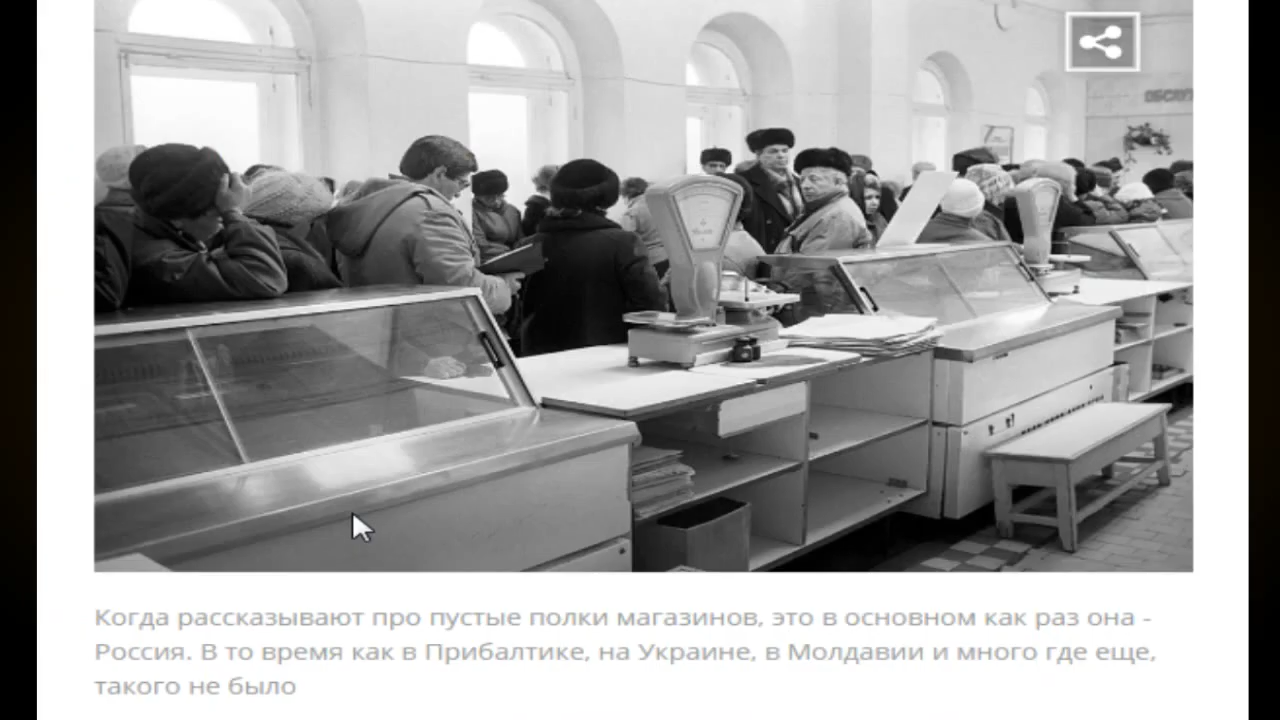 Когда рассказывают про пустые полки магазинов, это в основном как раз она -
Россия. В то время как в Прибалтике, на Украине, в Молдавии и много где еще,
такого не было